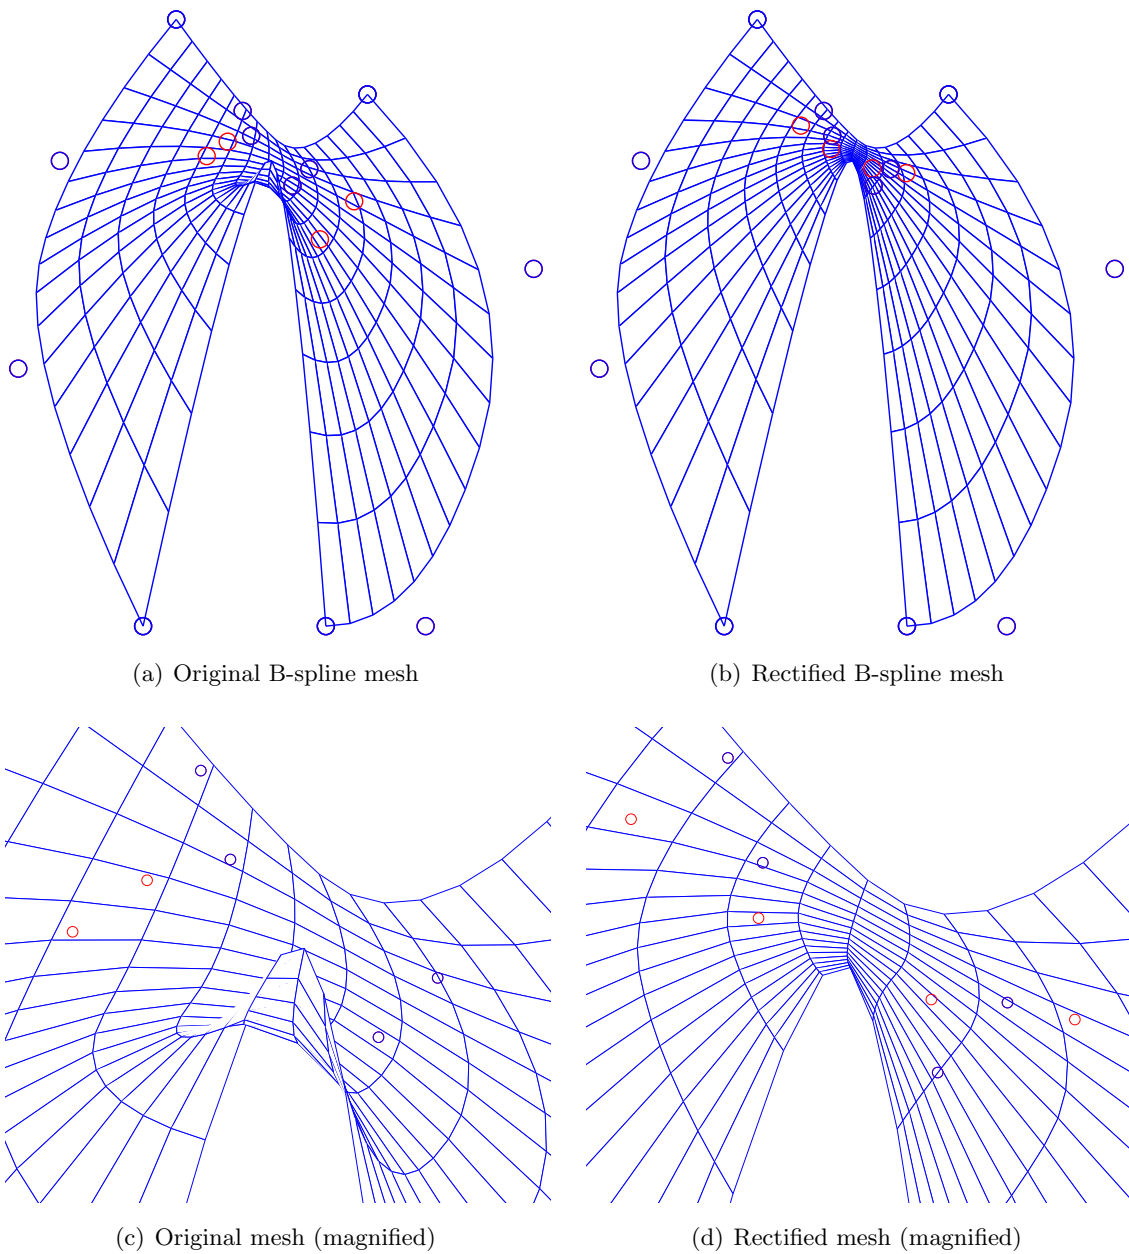 (a) Original B-spline mesh
(b) Rectified B-spline mesh
(c) Original mesh (magnified)
(d) Rectified mesh (magnified)